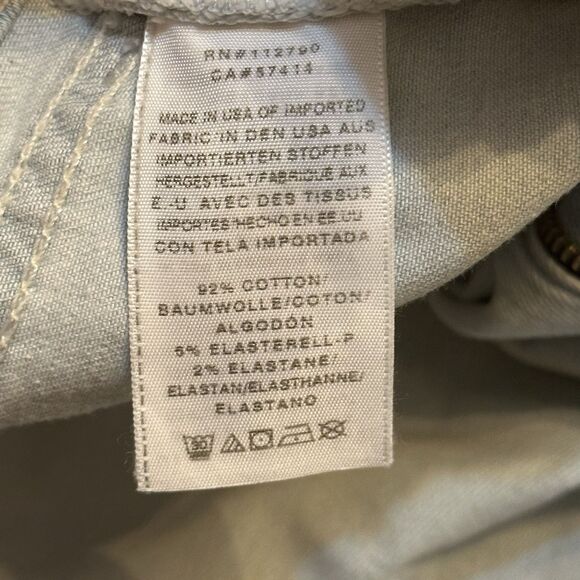 RN#112790
CA#57414
MADE IN USA OF IMPORTED
FABRIC IN DEN USA AUS
IMPORTIERTEN STOFFEN
HERGESTELLT/FABRIQUÉ AUX
E.-U AVEC DES TISSUS
IMPORTES HECHO EN EE.UU
CON TELA IMPORTADA
92% COTTON/
BAUMWOLLE/COTON/
ALGODÓN
6% ELASTERELL-P
2% ELASTANE/
ELASTAN/ELASTHANNE/
ELASTANO
30